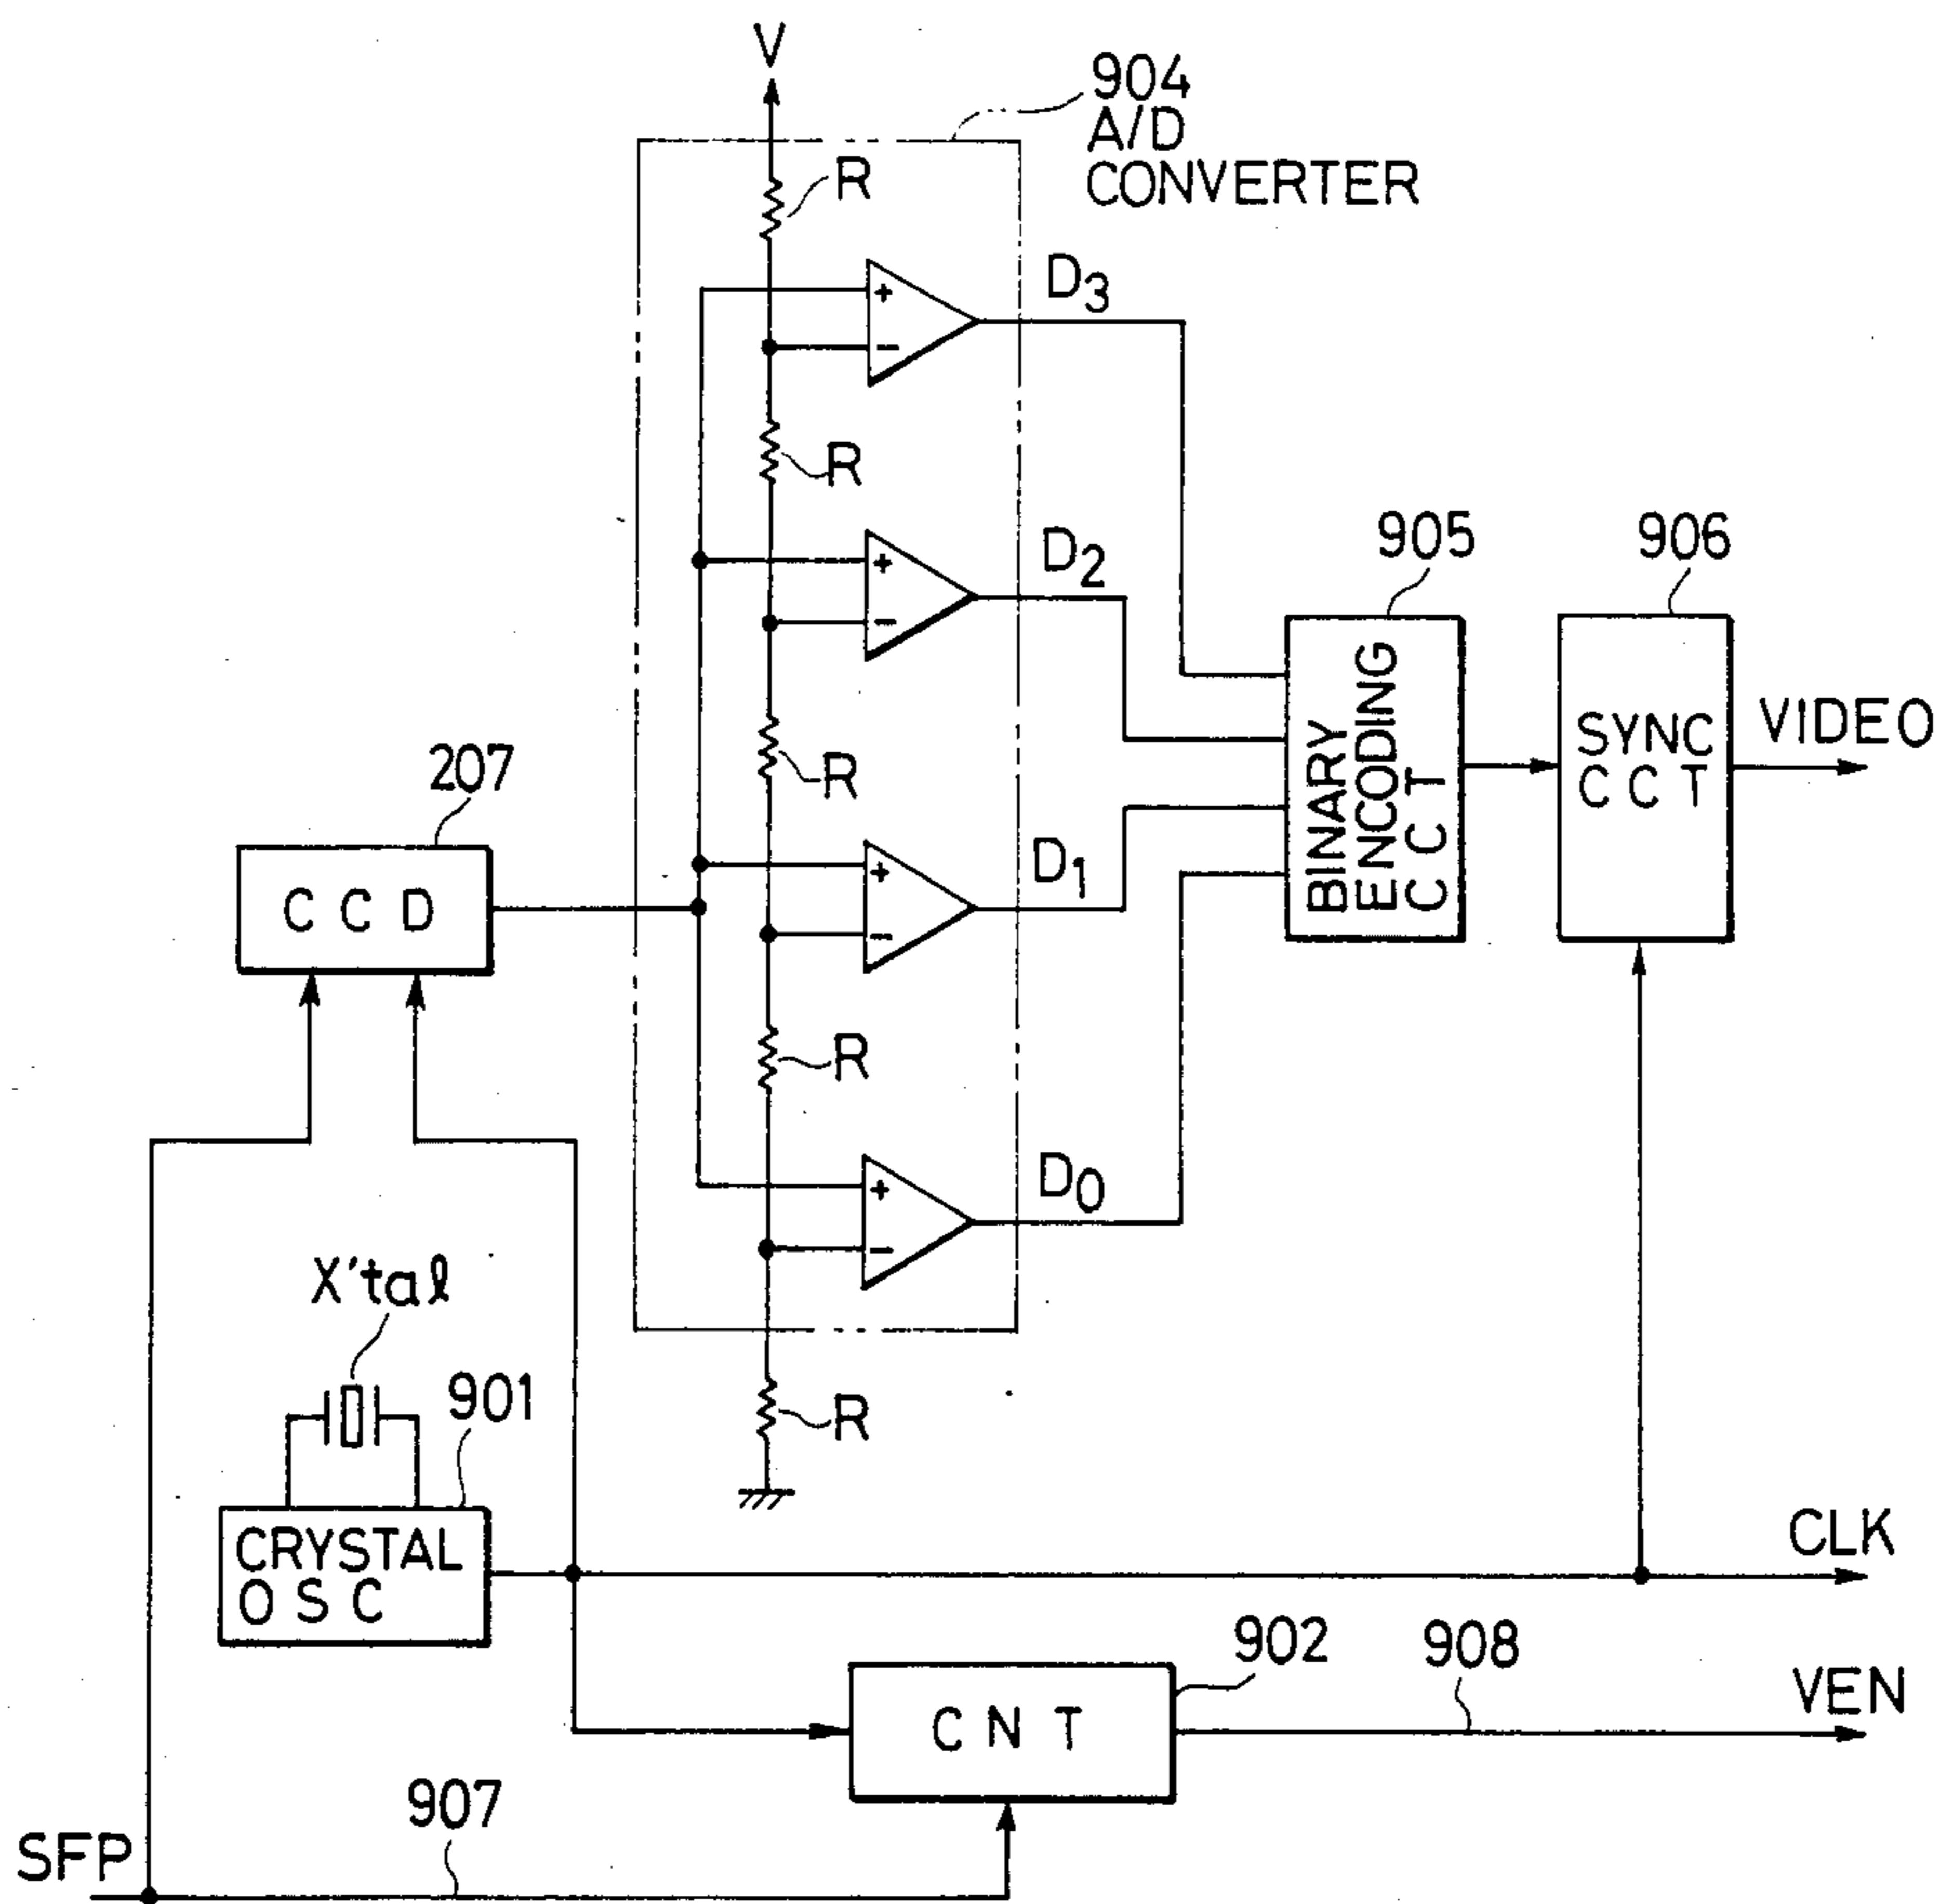 V
904
A/D
CONVERTER
R
+
D3
-
R
+
D2
-
905
906
BINARY
ENCODING
CCT
SYNC
CCT
VIDEO
R
207
CCD
+
D1
-
R
+
D0
-
X'tal
901
R
CRYSTAL
OSC
CLK
902
908
CNT
VEN
907
SFP